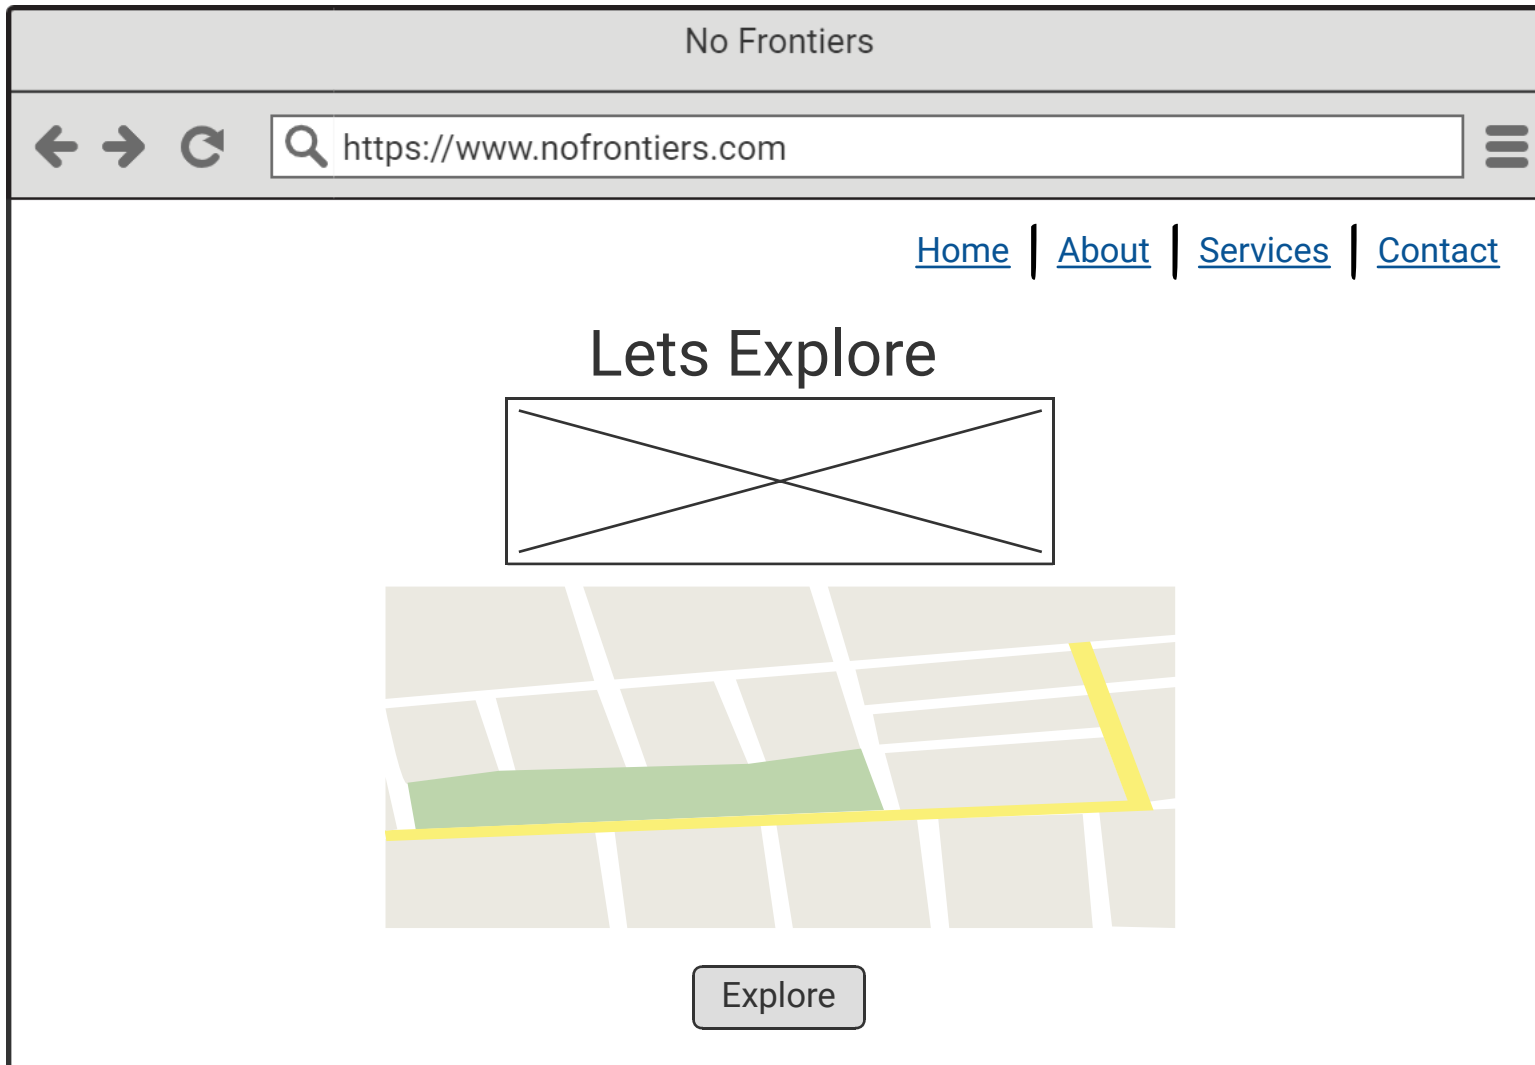 No Frontiers
https://www.nofrontiers.com
Home About Services Contact
Lets Explore
Explore